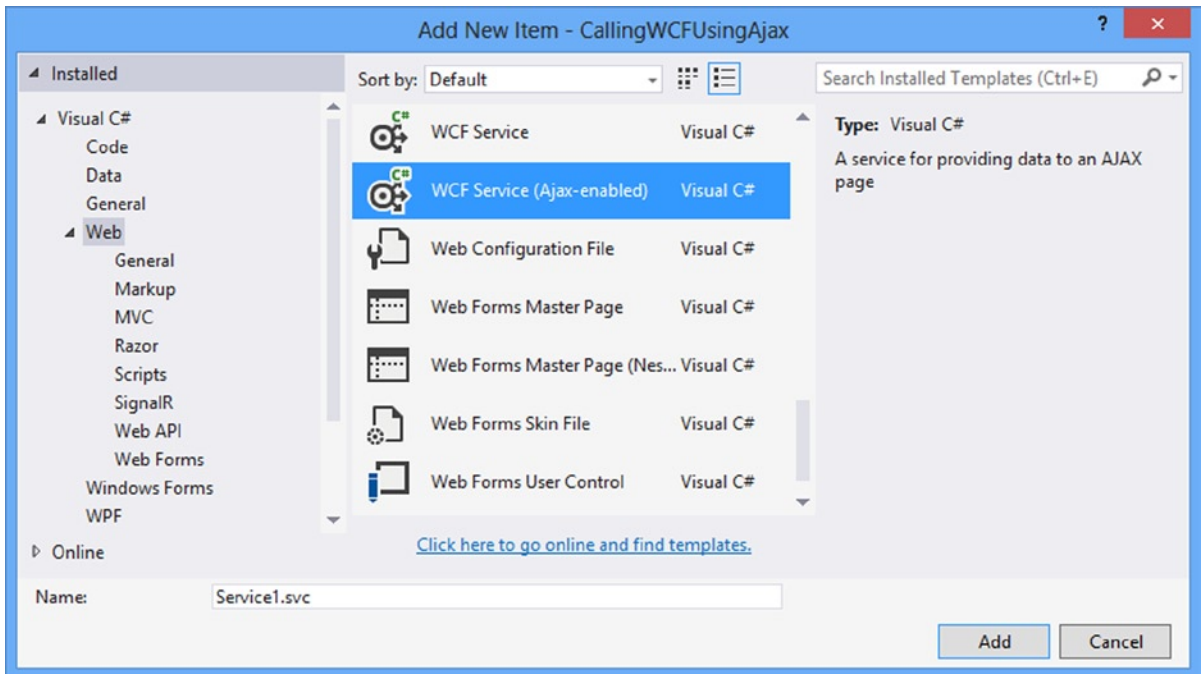 Add New Item - CallingWCFUsingAjax
?
Installed
Sort by: Default
Search Installed Templates (Ctrl+E)
Visual C#
Code
Data
General
Web
General
Markup
MVC
Razor
Scripts
SignalR
Web API
Web Forms
Windows Forms
WPF
Online
C# WCF Service Visual C#
C# WCF Service (Ajax-enabled) Visual C#
Web Configuration File Visual C#
Web Forms Master Page Visual C#
Web Forms Master Page (Nes... Visual C#
Web Forms Skin File Visual C#
Web Forms User Control Visual C#
Click here to go online and find templates.
Type: Visual C#
A service for providing data to an AJAX
page
Name: Service1.svc
Add Cancel